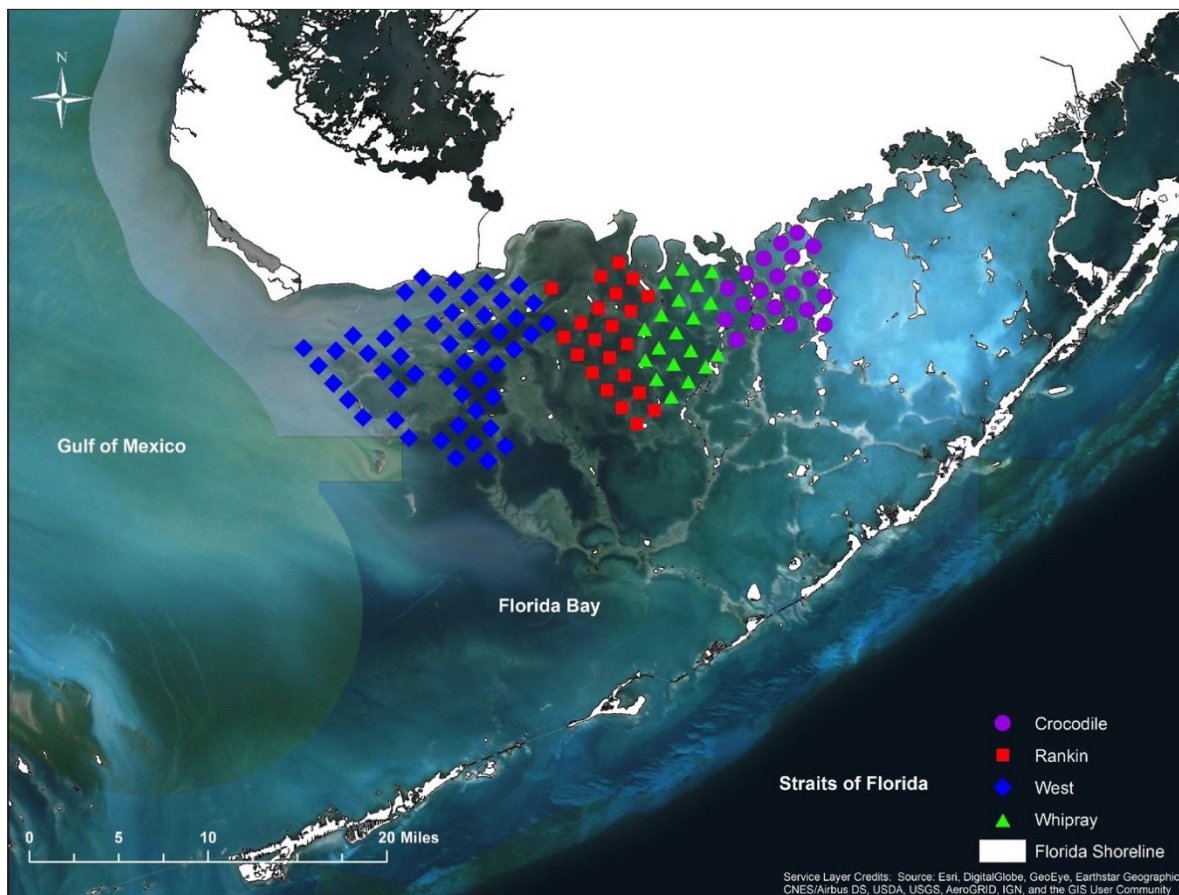 N
Gulf of Mexico
Florida Bay
Straits of Florida
Crocodile
Rankin
West
Whipray
Florida Shoreline
0 5 10 20 Miles
Service Layer Credits: Source: Esri, DigitalGlobe, GeoEye, Earthstar Geographic
CNES/Airbus DS, USDA, USGS, AeroGRID, IGN, and the GIS User Community